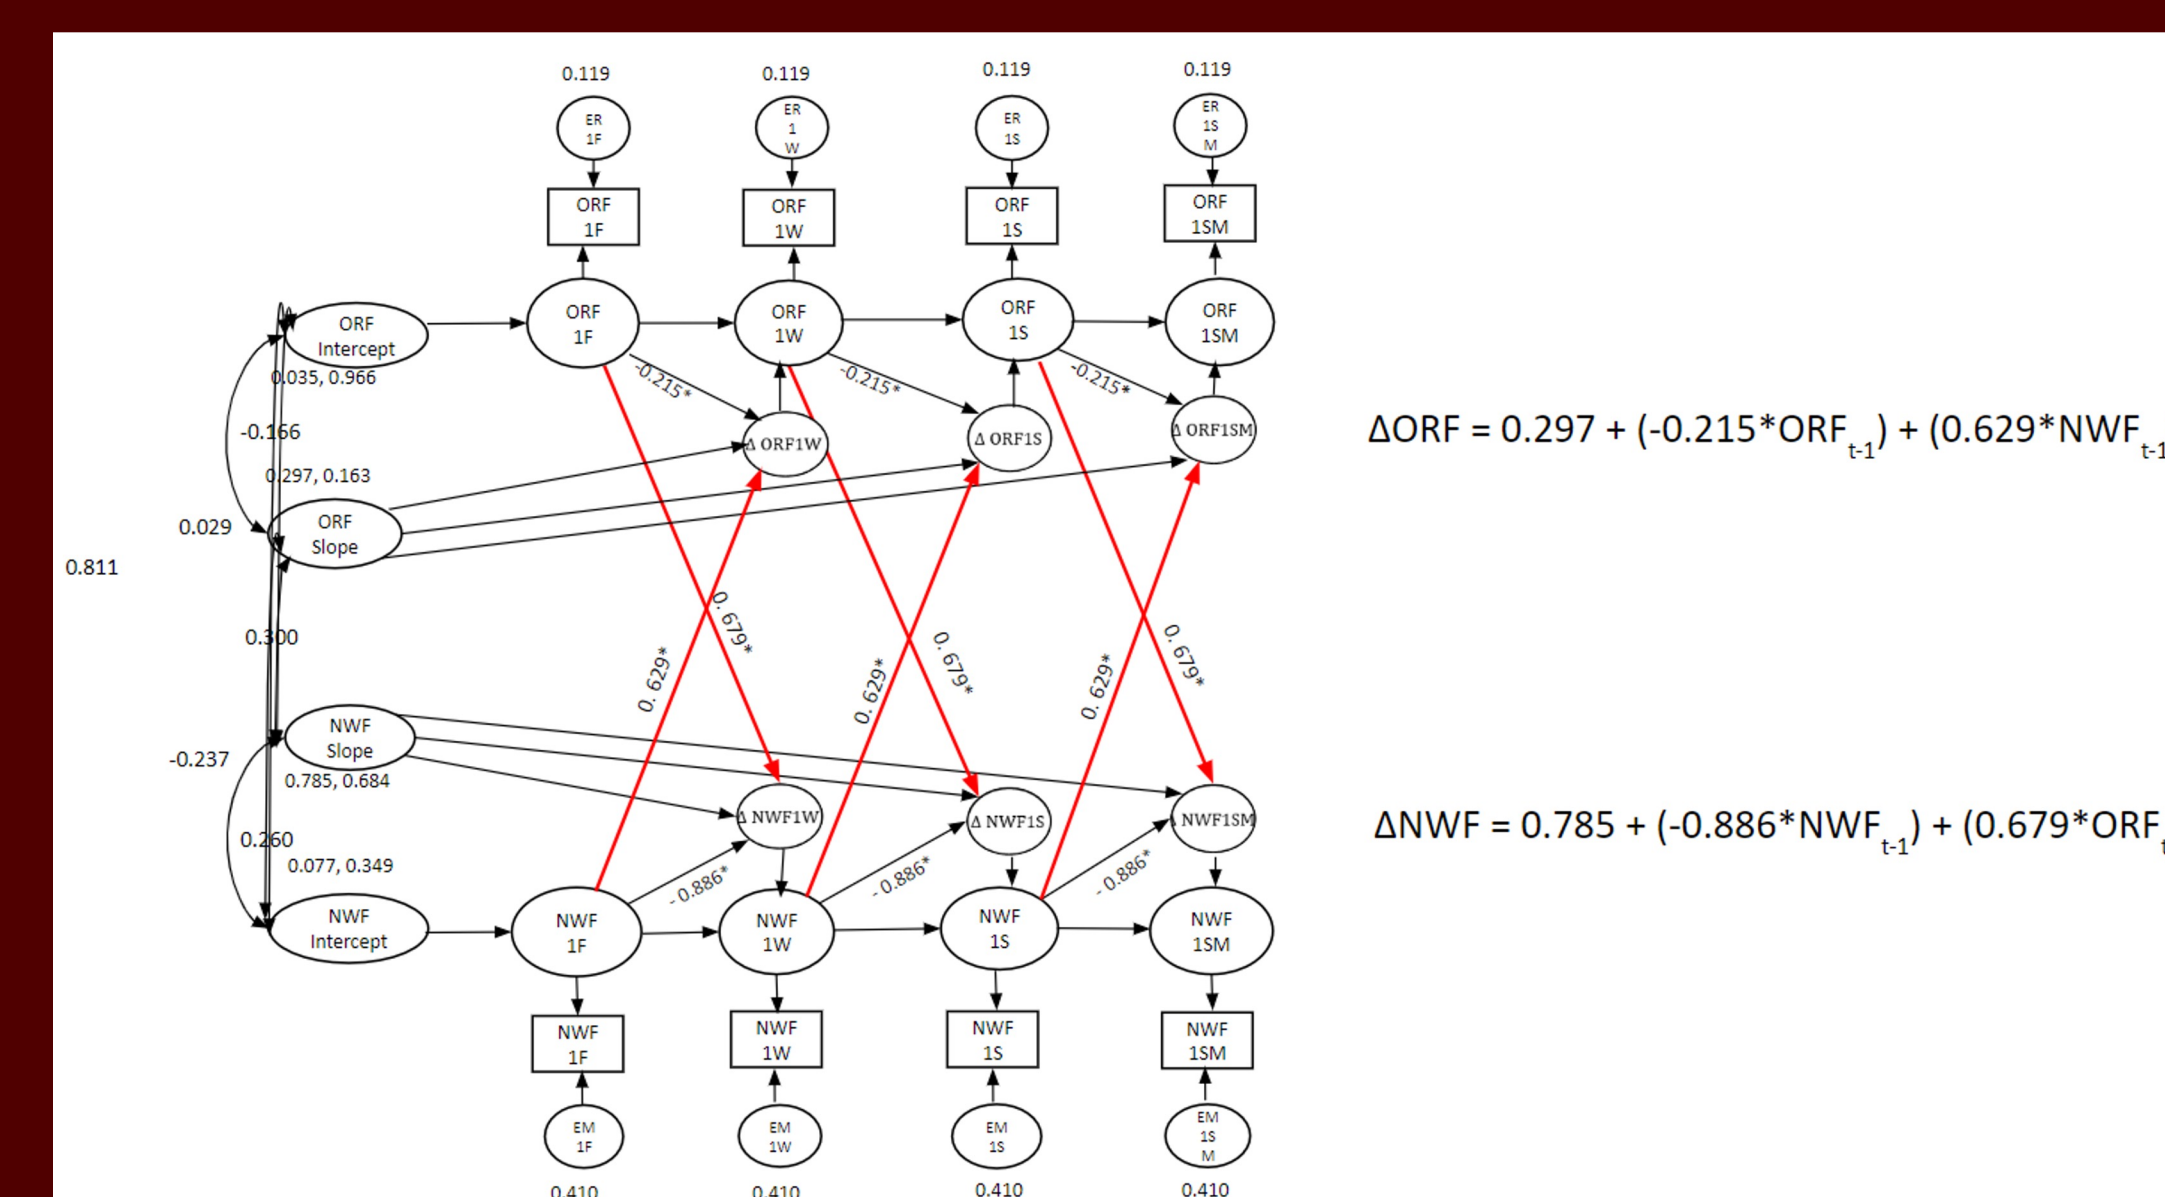 0.119
0.119
0.119
0.119
ER
1F
ER
1
W
ER
1S
ER
1S
M
ORF
1F
ORF
1W
ORF
1S
ORF
1SM
ORF
Intercept
0.035, 0.966
ORF
1F
ORF
1W
ORF
1S
ORF
1SM
-0.215*
-0.215*
-0.215*
-0.166
Δ ORF1W
Δ ORF1S
Δ ORF1SM
ΔORF = 0.297 + (-0.215*ORFt-1) + (0.629*NWFt-1
0.297, 0.163
ORF
Slope
0.029
0.811
0.300
0. 629*
0. 679*
0. 629*
0. 679*
0. 629*
0. 679*
NWF
Slope
-0.237
0.785, 0.684
Δ NWF1W
Δ NWF1S
Δ NWF1SM
ΔNWF = 0.785 + (-0.886*NWFt-1) + (0.679*ORFt
0.260
0.077, 0.349
- 0.886*
- 0.886*
- 0.886*
NWF
Intercept
NWF
1F
NWF
1W
NWF
1S
NWF
1SM
NWF
1F
NWF
1W
NWF
1S
NWF
1SM
EM
1F
EM
1W
EM
1S
EM
1S
M
0.410
0.410
0.410
0.410